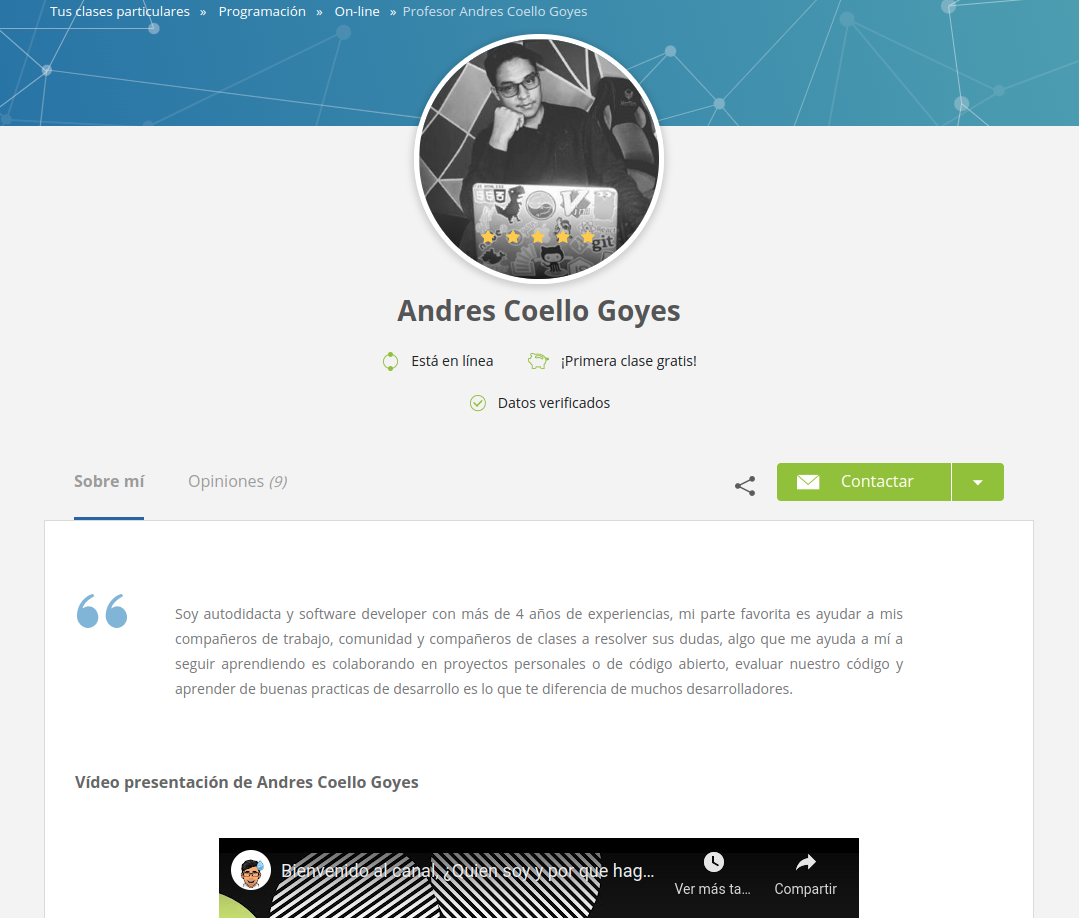 Tus clases particulares » Programación » On-line » Profesor Andres Coello Goyes
git
Andres Coello Goyes
Está en línea ¡Primera clase gratis!
Datos verificados
Sobre mí Opiniones (9) Contactar
Soy autodidacta y software developer con más de 4 años de experiencias, mi parte favorita es ayudar a mis
compañeros de trabajo, comunidad y compañeros de clases a resolver sus dudas, algo que me ayuda a mí a
seguir aprendiendo es colaborando en proyectos personales o de código abierto, evaluar nuestro código y
aprender de buenas practicas de desarrollo es lo que te diferencia de muchos desarrolladores.
Vídeo presentación de Andres Coello Goyes
Bienvenido al canal, ¿Quien soy y por que hag...
Ver más ta... Compartir